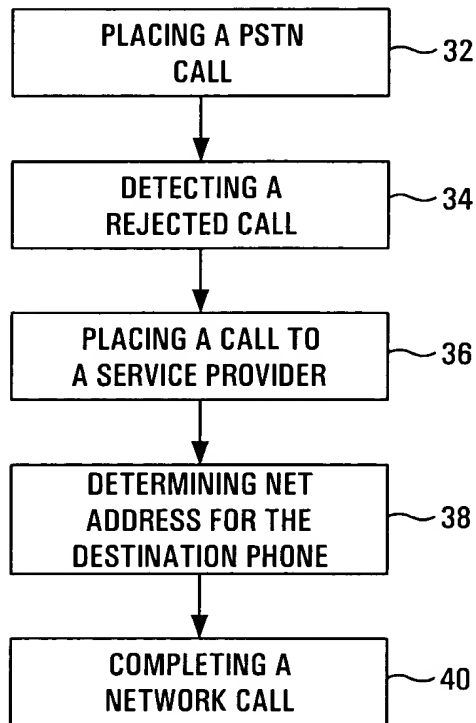 PLACING A PSTN
CALL
32
DETECTING A
REJECTED CALL
34
PLACING A CALL TO
A SERVICE PROVIDER
36
DETERMINING NET
ADDRESS FOR THE
DESTINATION PHONE
38
COMPLETING A
NETWORK CALL
40